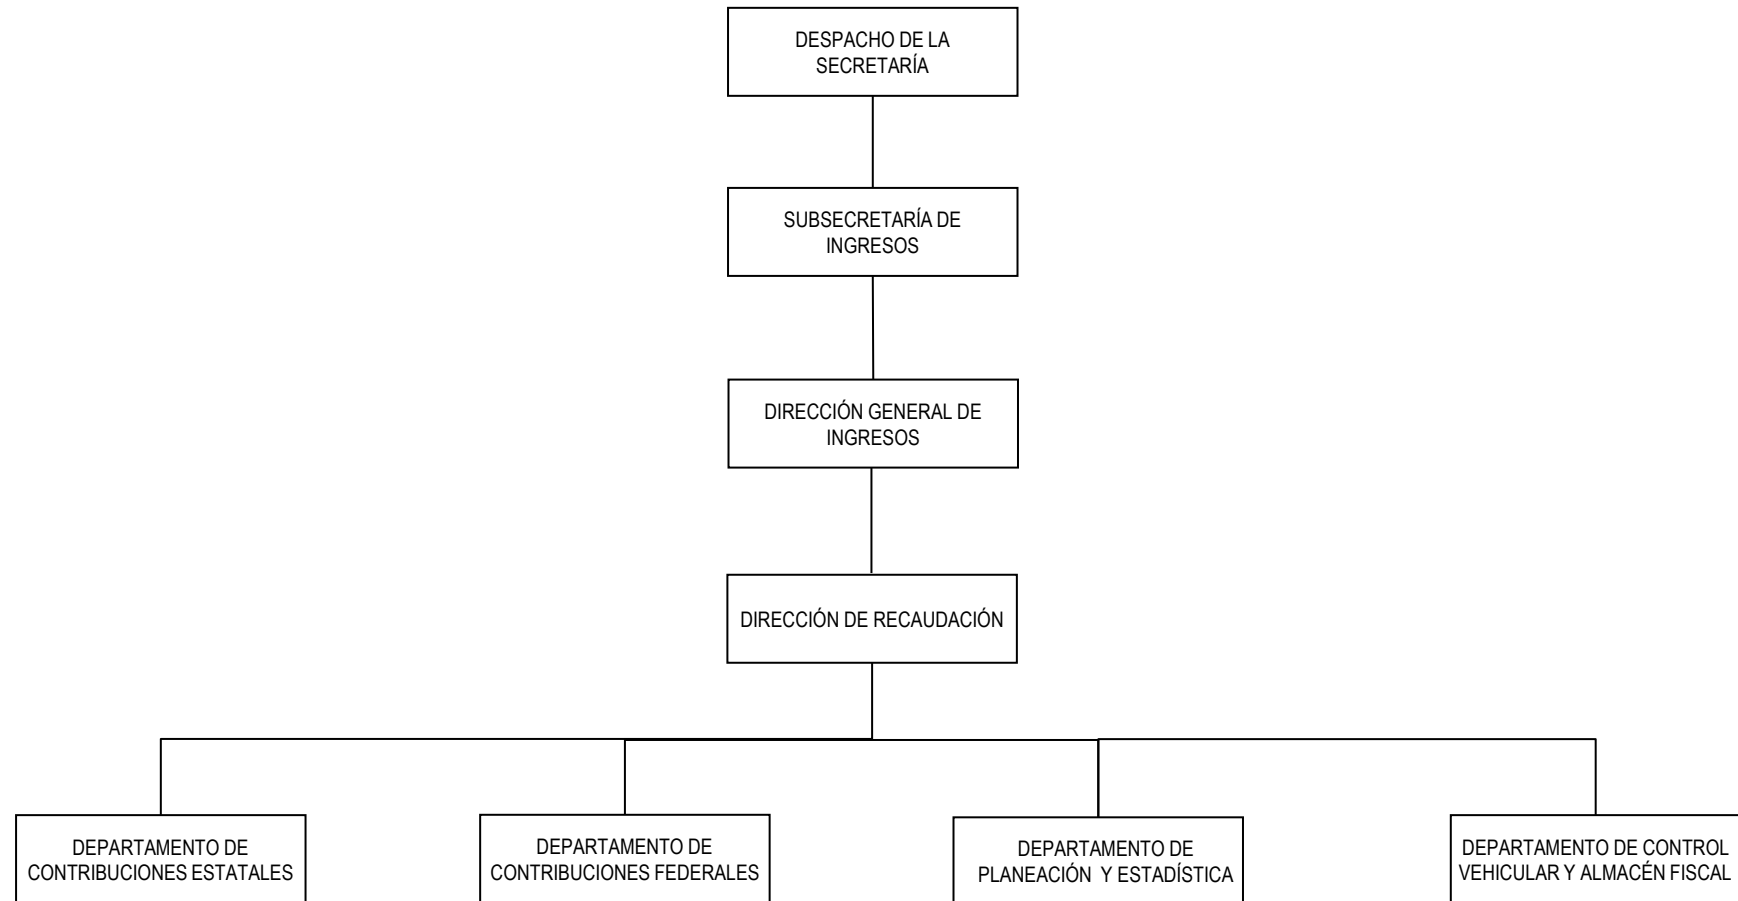 DESPACHO DE LA
SECRETARÍA
SUBSECRETARÍA DE
INGRESOS
DIRECCIÓN GENERAL DE
INGRESOS
DIRECCIÓN DE RECAUDACIÓN
DEPARTAMENTO DE
CONTRIBUCIONES ESTATALES
DEPARTAMENTO DE
CONTRIBUCIONES FEDERALES
DEPARTAMENTO DE
PLANEACIÓN Y ESTADÍSTICA
DEPARTAMENTO DE CONTROL
VEHICULAR Y ALMACÉN FISCAL